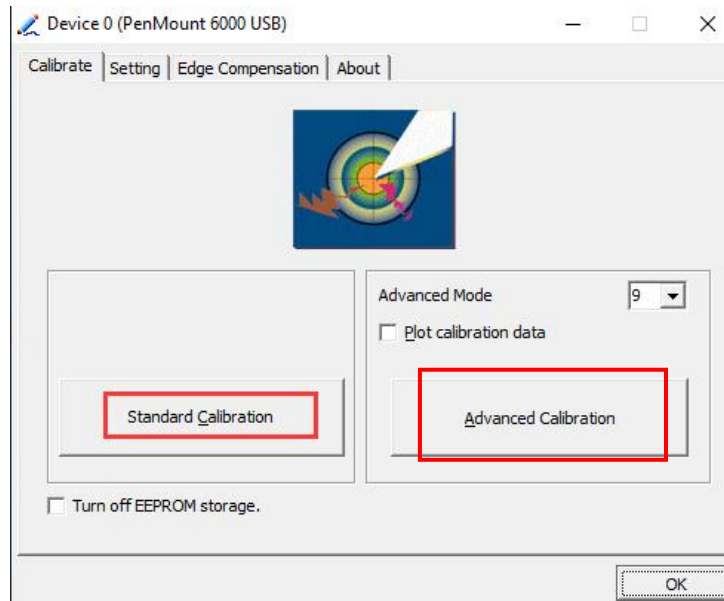 Device 0 (PenMount 6000 USB)
Calibrate Setting Edge Compensation About
Advanced Mode 9
Plot calibration data
Standard Calibration
Advanced Calibration
Turn off EEPROM storage.
OK